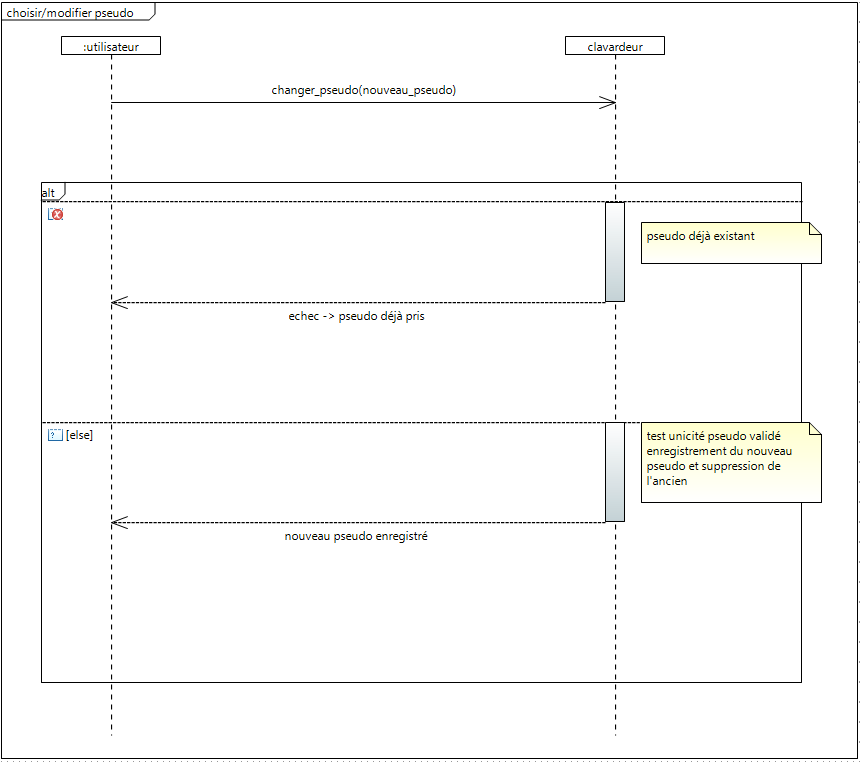 choisir/modifier pseudo
:utilisateur
clavardeur
changer_pseudo(nouveau_pseudo)
alt
pseudo déjà existant
echec -> pseudo déjà pris
[else]
test unicité pseudo validé
enregistrement du nouveau
pseudo et suppression de
l'ancien
nouveau pseudo enregistré